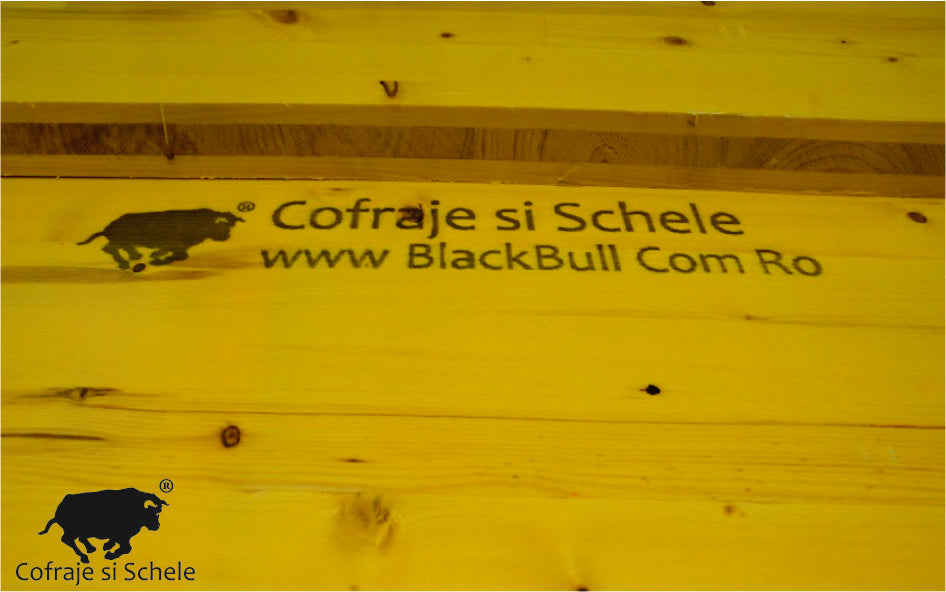 ® Cofraje si Schele
www BlackBull Com Ro
®
Cofraje si Schele